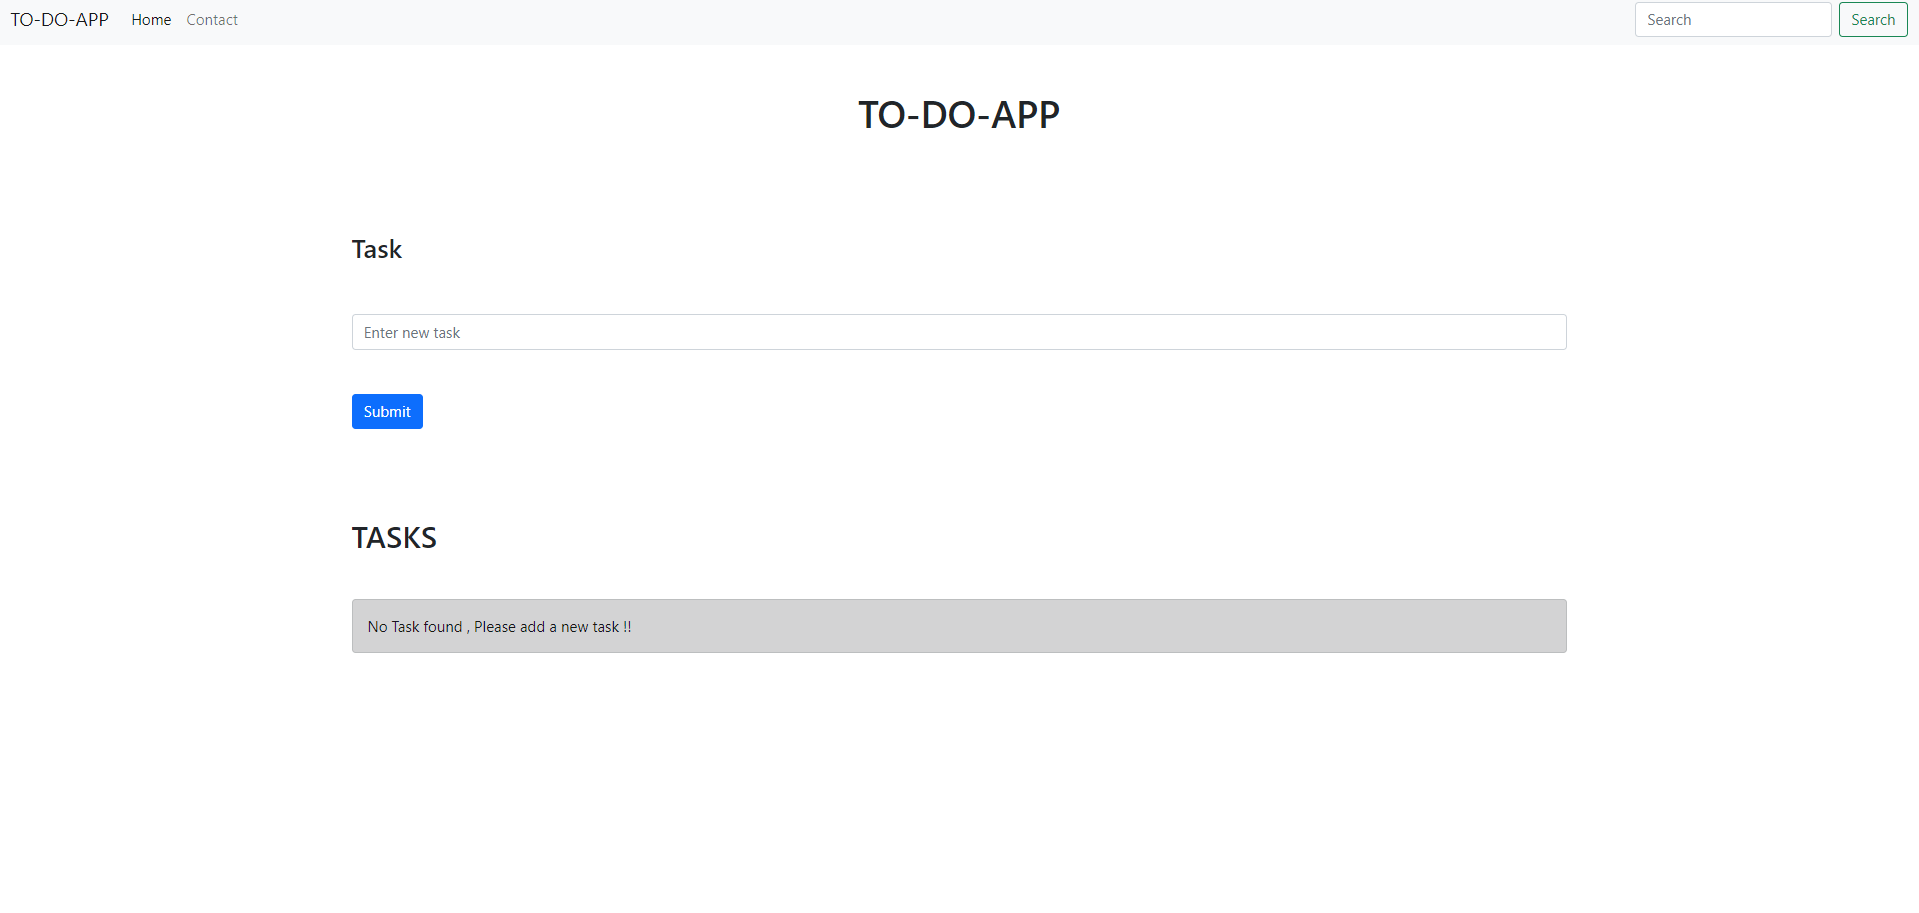 TO-DO-APP Home Contact Search Search
TO-DO-APP
Task
Enter new task
Submit
TASKS
No Task found , Please add a new task !!